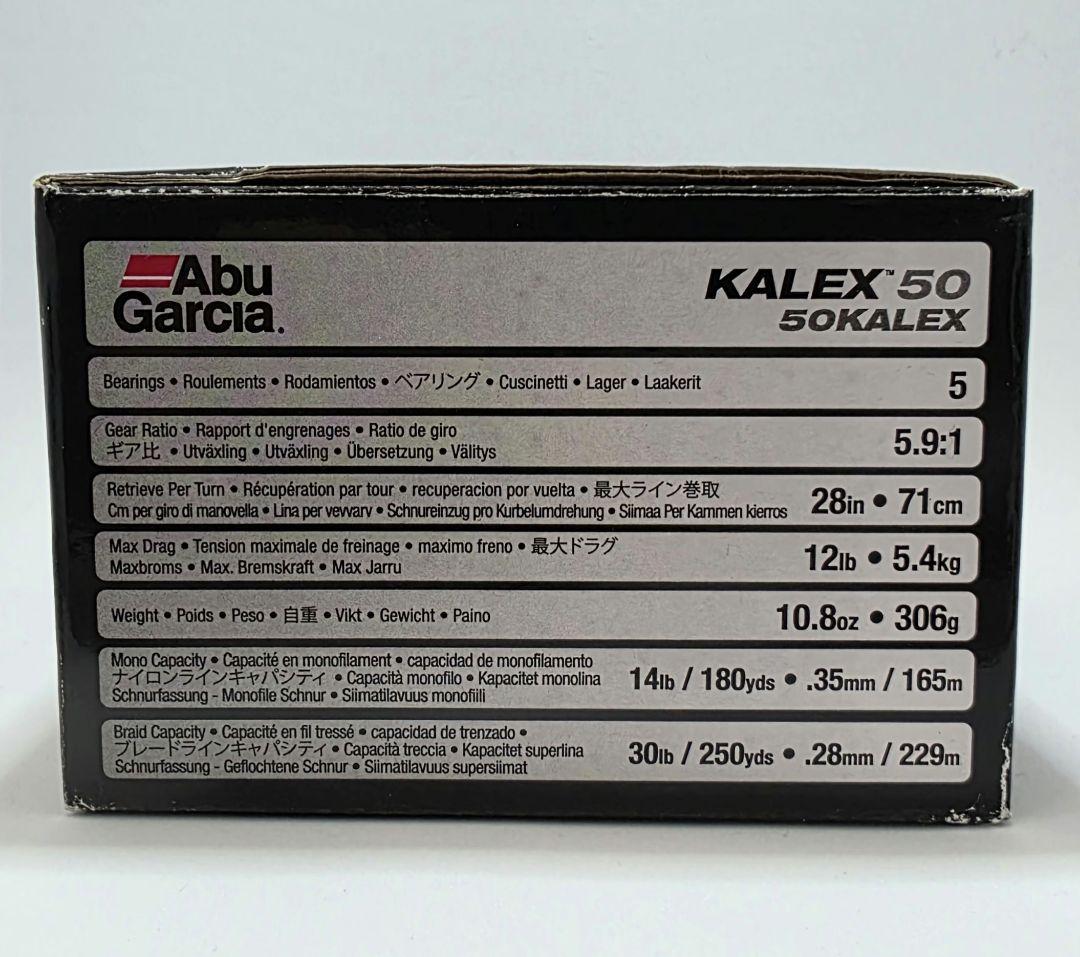 Abu
Garcia.
KALEX™ 50
50KALEX
Bearings • Roulements • Rodamientos • ベアリング • Cuscinetti • Lager • Laakerit 5
Gear Ratio • Rapport d'engrenages • Ratio de giro
ギア比 • Utväxling • Utväxling • Übersetzung • Välitys
5.9:1
Retrieve Per Turn • Récupération par tour • recuperacion por vuelta • 最大ライン巻取
Cm per giro di manovella • Lina per vevvarv • Schnureinzug pro Kurbelumdrehung • Siimaa Per Kammen kierros
28in • 71cm
Max Drag • Tension maximale de freinage • maximo freno • 最大ドラグ
Maxbroms • Max. Bremskraft • Max Jarru
12lb • 5.4kg
Weight • Poids • Peso • 自重 • Vikt • Gewicht • Paino 10.8oz • 306g
Mono Capacity • Capacité en monofilament • capacidad de monofilamento
ナイロンラインキャパシティ • Capacità monofilo • Kapacitet monolina
Schnurfassung - Monofile Schnur • Siimatilavuus monofiili
14lb / 180yds • .35mm / 165m
Braid Capacity • Capacité en fil tressé • capacidad de trenzado •
ブレードラインキャパシティ • Capacità treccia • Kapacitet superlina
Schnurfassung - Geflochtene Schnur • Siimatilavuus supersiimat
30lb / 250yds • .28mm / 229m